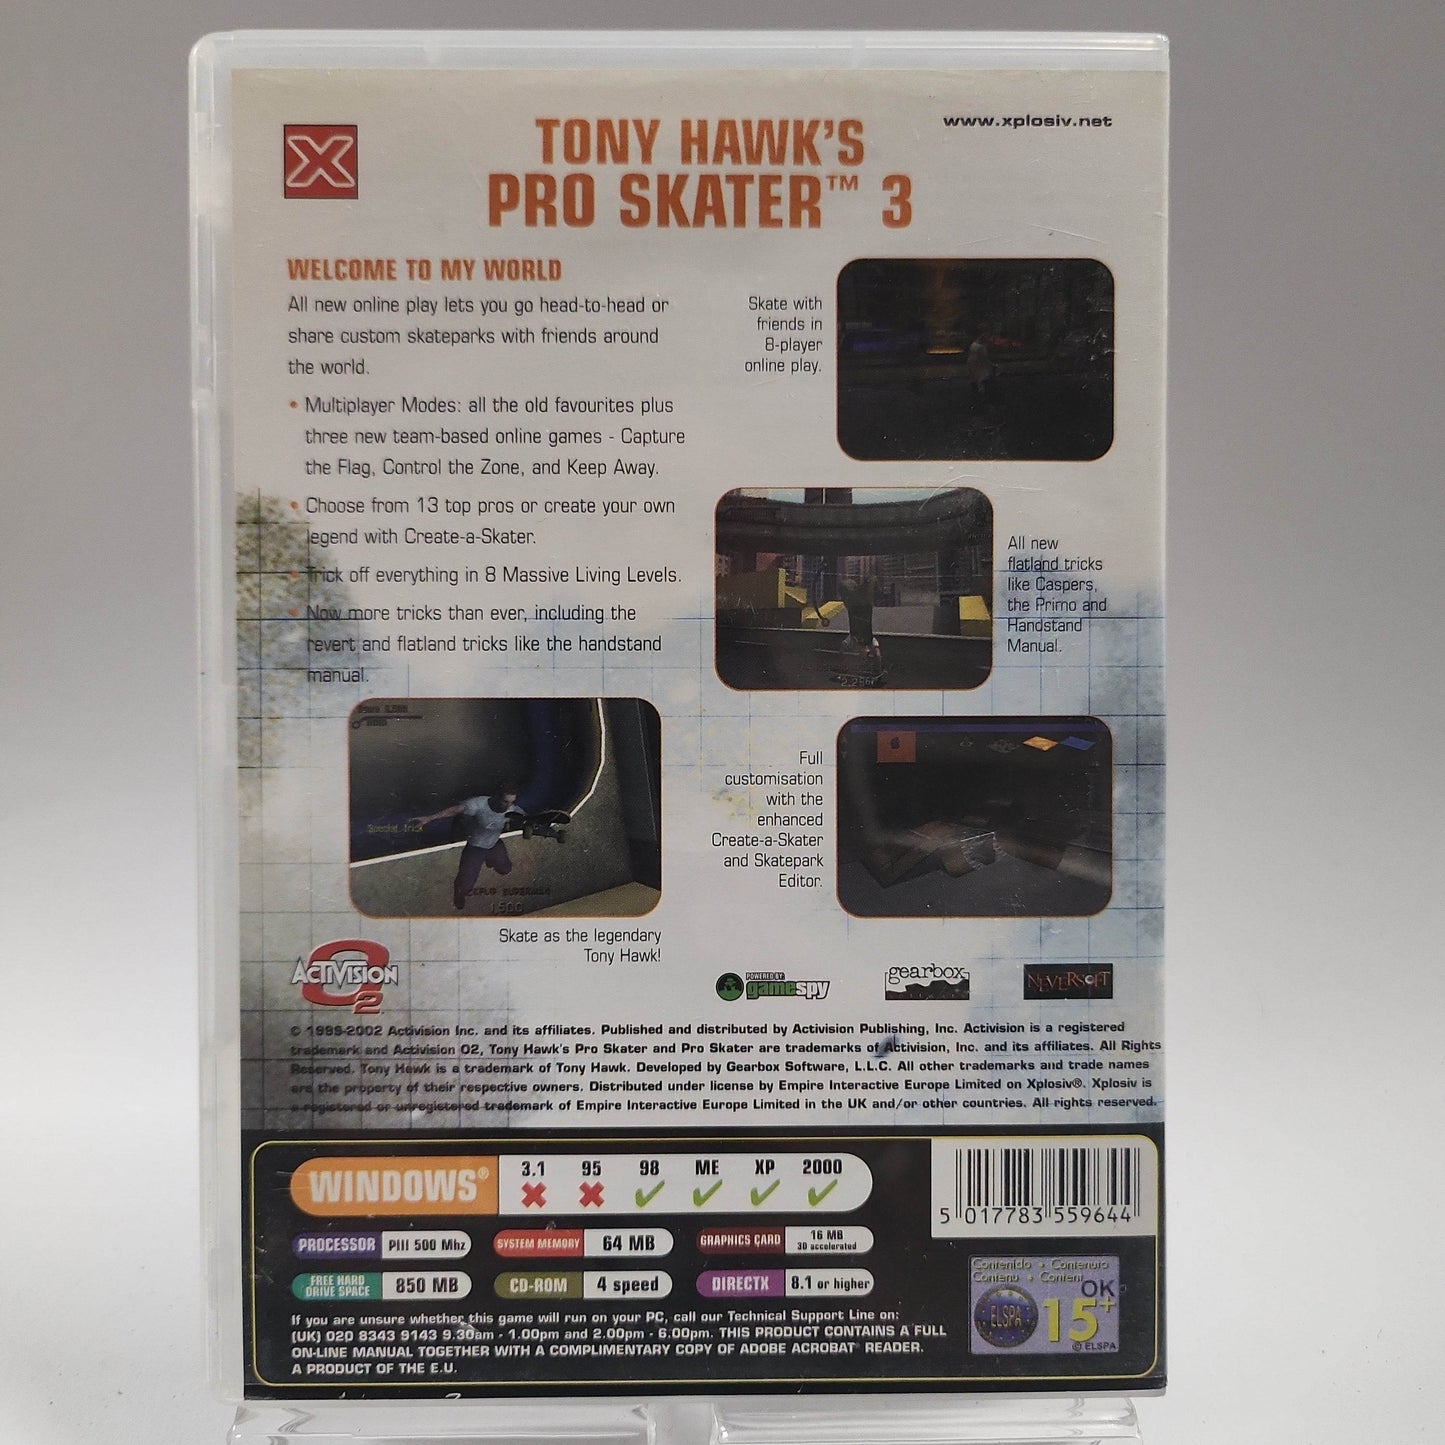 www.xplosiv.net
X
TONY HAWK'S
PRO SKATER™ 3
WELCOME TO MY WORLD
All new online play lets you go head-to-head or
share custom skateparks with friends around
the world.
• Multiplayer Modes: all the old favourites plus
three new team-based online games - Capture
the Flag, Control the Zone, and Keep Away.
• Choose from 13 top pros or create your own
legend with Create-a-Skater.
• Trick off everything in 8 Massive Living Levels.
• Now more tricks than ever, including the
revert and flatland tricks like the handstand
manual.
Skate with
friends in
8-player
online play.
All new
flatland tricks
like Caspers,
the Primo and
Handstand
Manual.
Special Trick
1500
Skate as the legendary
Tony Hawk!
Full
customisation
with the
enhanced
Create-a-Skater
and Skatepark
Editor.
ACTIVISION
O2
POWERED BY:
gamespy
gearbox
NEVERSOFT
© 1999-2002 Activision Inc. and its affiliates. Published and distributed by Activision Publishing, Inc. Activision is a registered
trademark and Activision O2, Tony Hawk's Pro Skater and Pro Skater are trademarks of Activision, Inc. and its affiliates. All Rights
Reserved. Tony Hawk is a trademark of Tony Hawk. Developed by Gearbox Software, L.L.C. All other trademarks and trade names
are the property of their respective owners. Distributed under license by Empire Interactive Europe Limited on Xplosiv®. Xplosiv is
a registered or unregistered trademark of Empire Interactive Europe Limited in the UK and/or other countries. All rights reserved.
WINDOWS® 3.1 95 98 ME XP 2000
PROCESSOR PIII 500 Mhz
SYSTEM MEMORY 64 MB
GRAPHICS CARD 16 MB
3D accelerated
FREE HARD
DRIVE SPACE 850 MB
CD-ROM 4 speed
DIRECTX 8.1 or higher
5 017783 559644
Contenido • Contenuto
Contenu • Content
OK
ELSPA
15+
© ELSPA
If you are unsure whether this game will run on your PC, call our Technical Support Line on:
(UK) 020 8343 9143 9.30am - 1.00pm and 2.00pm - 6.00pm. THIS PRODUCT CONTAINS A FULL
ON-LINE MANUAL TOGETHER WITH A COMPLIMENTARY COPY OF ADOBE ACROBAT® READER.
A PRODUCT OF THE E.U.